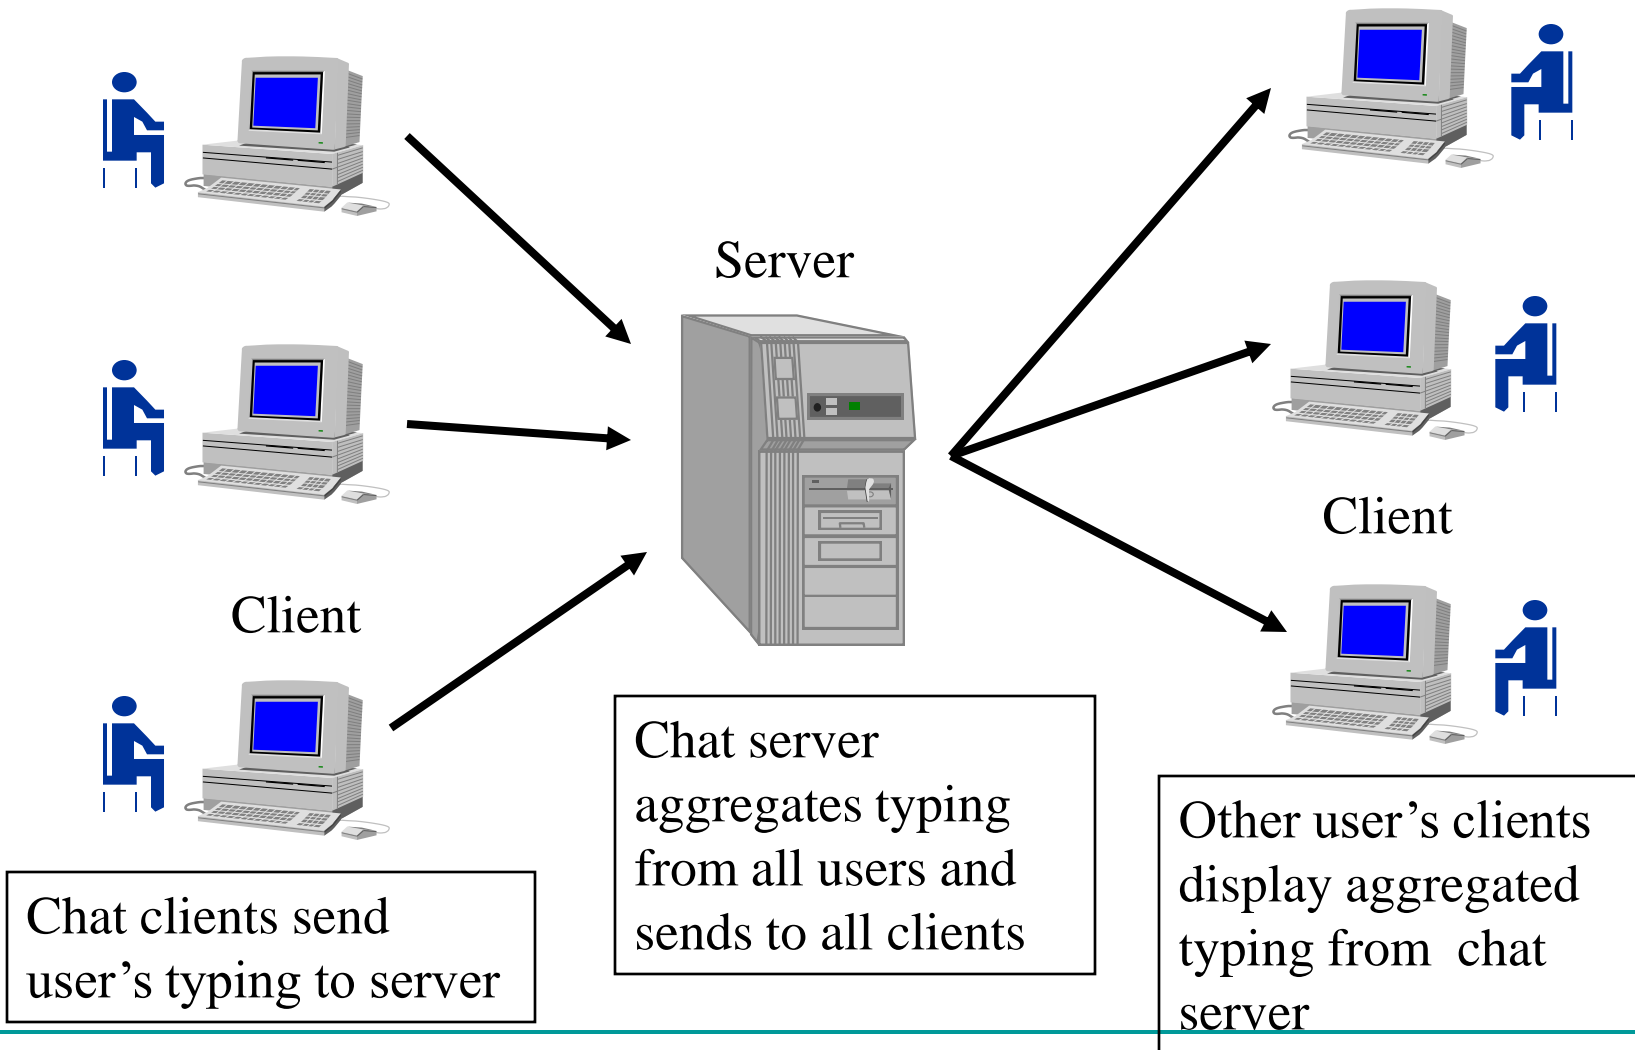 Server
Client
Client
Chat clients send
user’s typing to server
Chat server
aggregates typing
from all users and
sends to all clients
Other user’s clients
display aggregated
typing from  chat
server